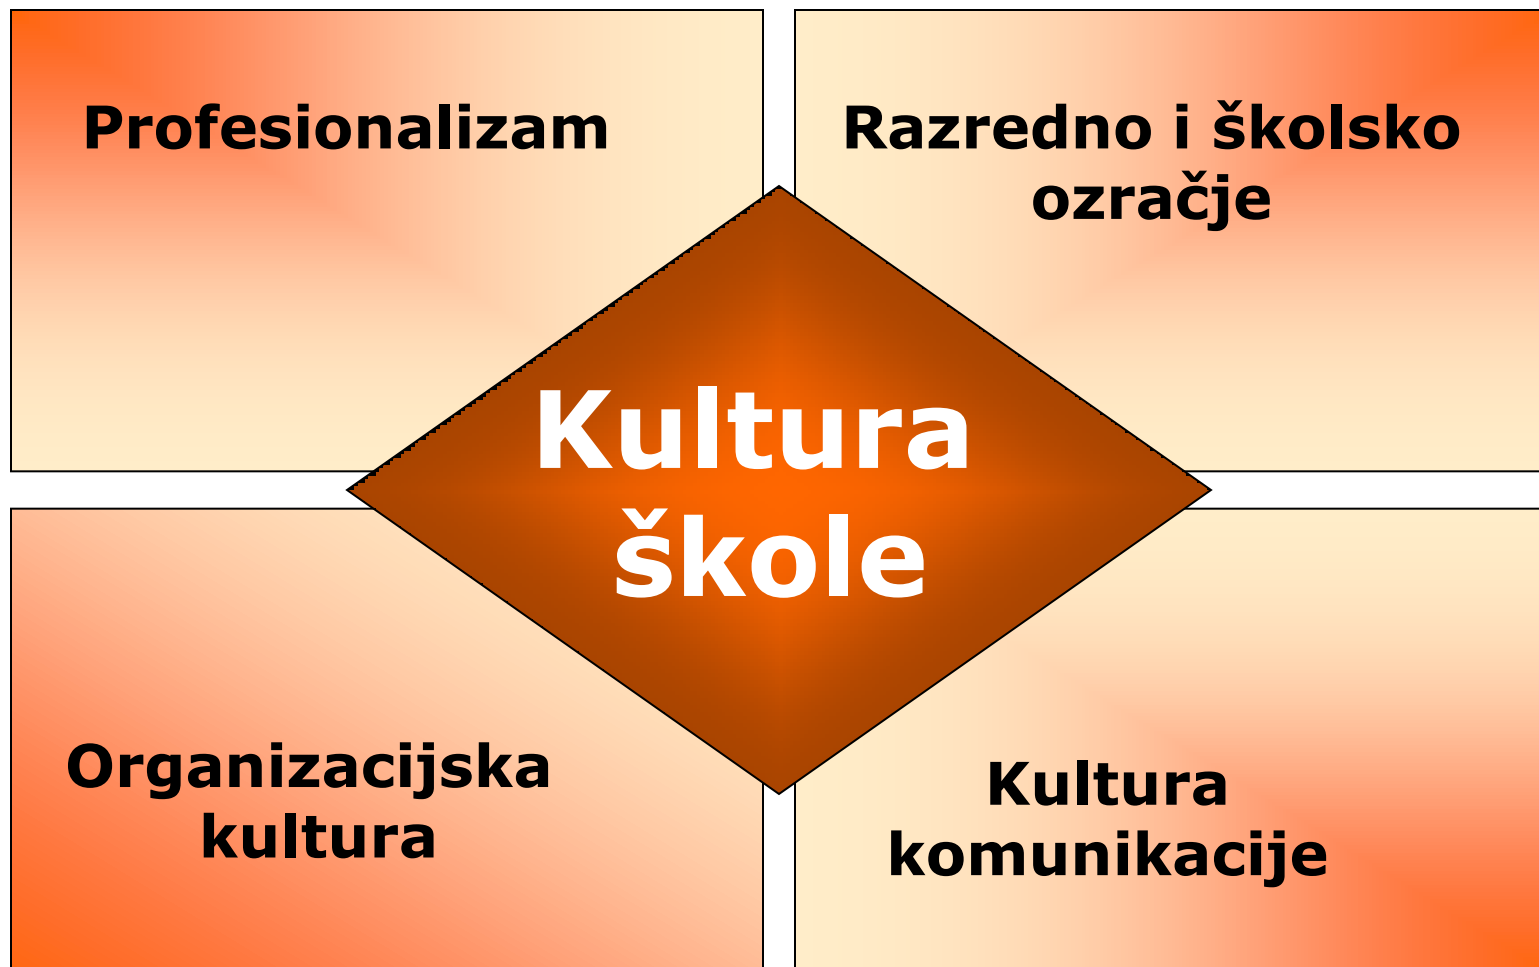 Profesionalizam
Razredno i školsko
ozračje
Kultura
škole
Organizacijska
kultura
Kultura
komunikacije